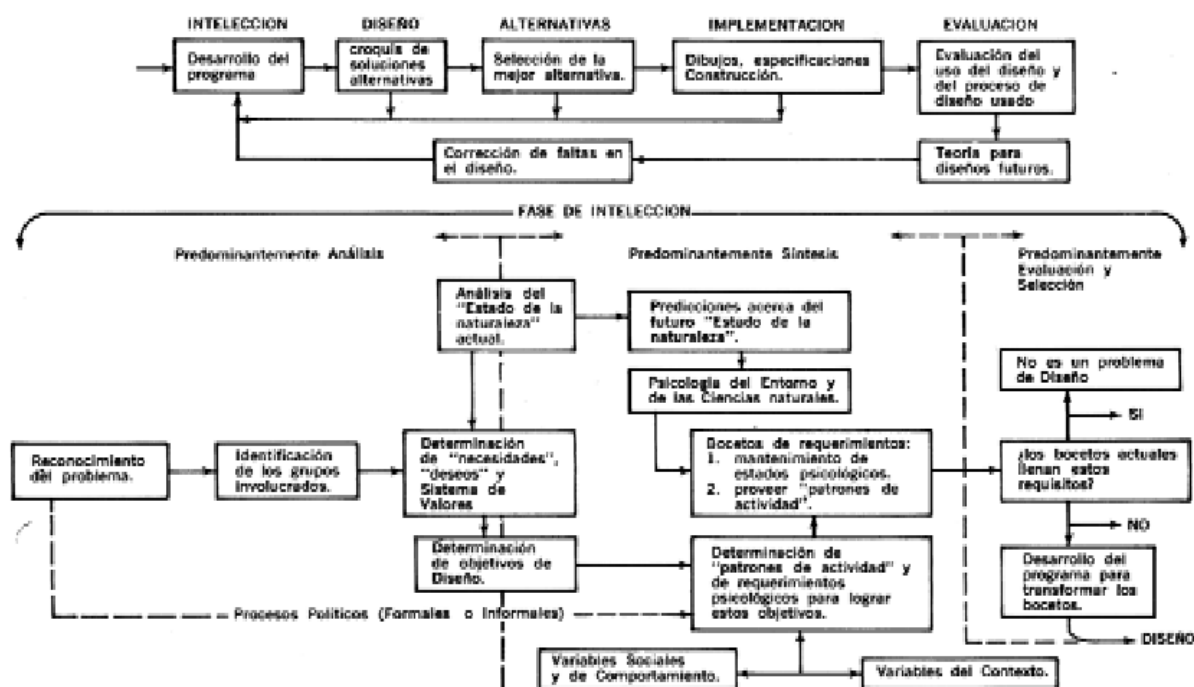 INTELECCION
DISEÑO
ALTERNATIVAS
IMPLEMENTACION
EVALUACION
Desarrollo del
programa
croquis de
soluciones
alternativas
Selección de la
mejor alternativa.
Dibujos, especificaciones
Construcción.
Evaluación del
uso del diseño y
del proceso de
diseño usado
Corrección de faltas en
el diseño.
Teoría para
diseños futuros.
FASE DE INTELECCION
Predominantemente Análisis
Predominantemente Síntesis
Predominantemente
Evaluación y
Selección
Análisis del
"Estado de la
naturaleza"
actual.
Predicciones acerca del
futuro "Estado de la
naturaleza".
Psicología del Entorno y
de las Ciencias naturales.
No es un problema
de Diseño
SI
Reconocimiento
del problema.
Identificación
de los grupos
involucrados.
Determinación
de "necesidades",
"deseos" y
Sistema de
Valores
Bocetos de requerimientos:
1. mantenimiento de
estados psicológicos.
2. proveer "patrones de
actividad".
¿los bocetos actuales
llenan estos
requisitos?
NO
Determinación
de objetivos de
Diseño.
Determinación de
"patrones de actividad" y
de requerimientos
psicológicos para lograr
estos objetivos.
Desarrollo del
programa para
transformar los
bocetos.
Procesos Políticos (Formales o Informales)
DISEÑO
Variables Sociales
y de Comportamiento.
Variables del Contexto.